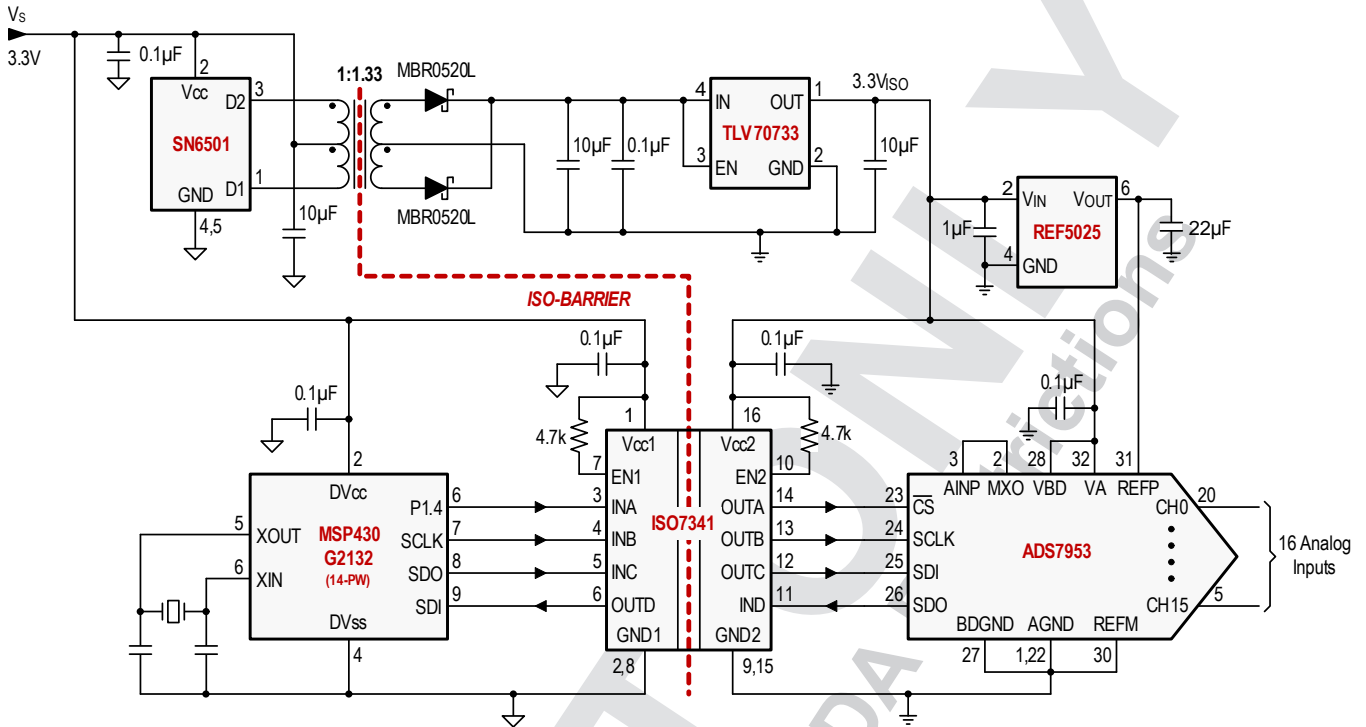 VS
3.3V
0.1µF
2
Vcc
D2
3
SN6501
D1
1
GND
4,5
10µF
1:1.33
MBR0520L
MBR0520L
10µF
0.1µF
4
IN
OUT
1
TLV70733
3
EN
GND
2
3.3VISO
10µF
2
VIN
VOUT
6
REF5025
1µF
4
GND
22µF
ISO-BARRIER
0.1µF
0.1µF
0.1µF
0.1µF
4.7k
4.7k
2
DVcc
5
XOUT
6
XIN
MSP430
G2132
(14-PW)
P1.4
6
SCLK
7
SDO
8
SDI
9
DVss
4
1
Vcc1
7
EN1
3
INA
4
INB
5
INC
6
OUTD
GND1
2,8
ISO7341
16
Vcc2
EN2
10
OUTA
14
OUTB
13
OUTC
12
IND
11
GND2
9,15
3
2
28
32
31
AINP
MXO
VBD
VA
REFP
23
CS
24
SCLK
25
SDI
26
SDO
ADS7953
CH0
20
CH15
5
16 Analog
Inputs
BDGND
AGND
REFM
27
1,22
30
ONLY